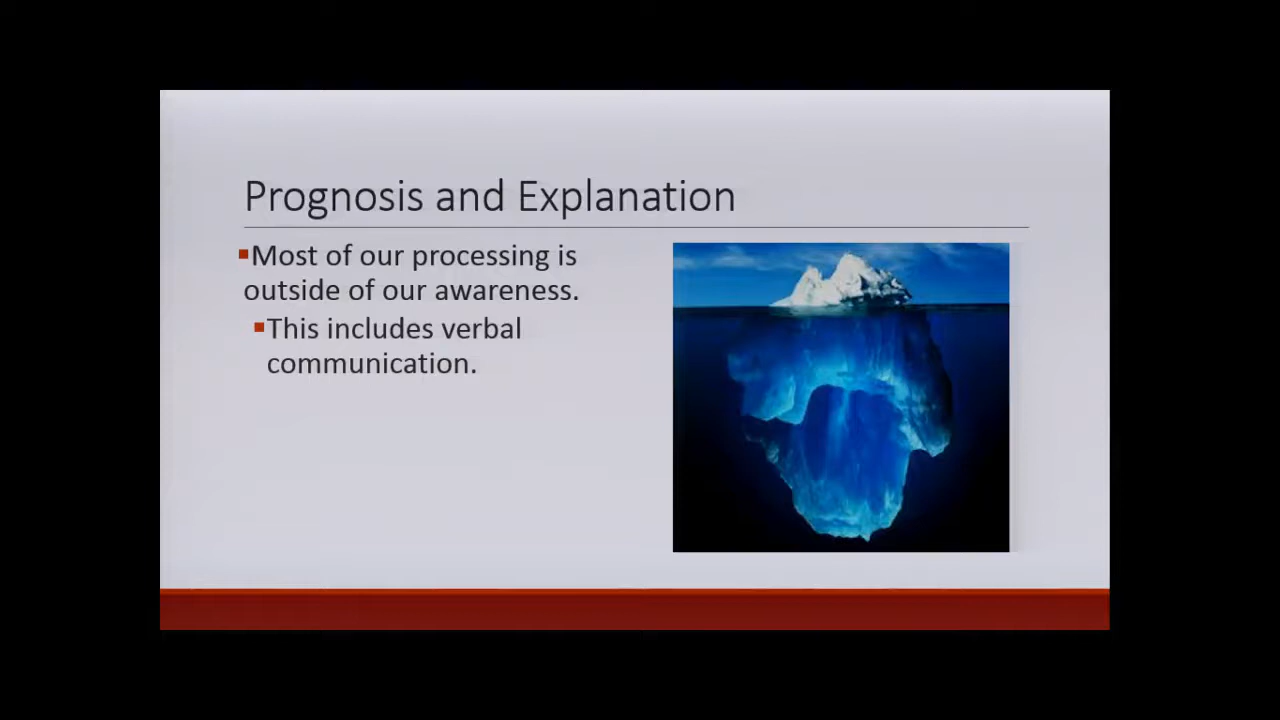 Prognosis and Explanation
▪Most of our processing is
outside of our awareness.
▪This includes verbal
communication.